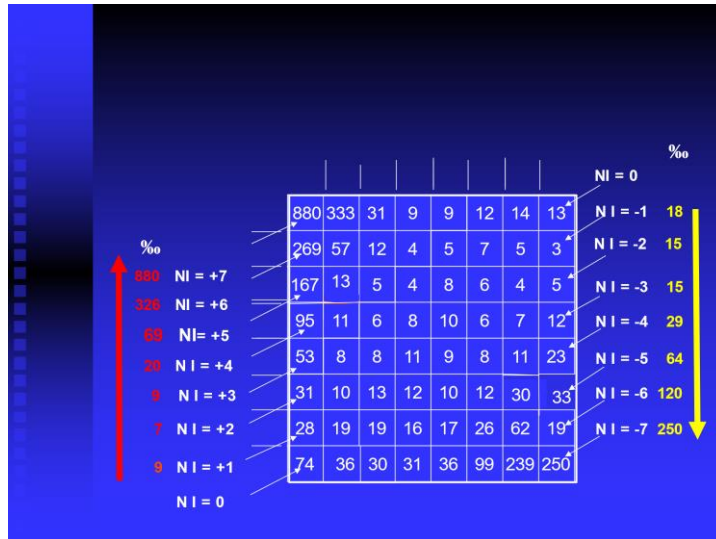 ‰
NI = 0
880 333 31 9 9 12 14 13 N I = -1 18
269 57 12 4 5 7 5 3 N I = -2 15
‰
880 NI = +7
167 13 5 4 8 6 4 5
N I = -3 15
326 NI = +6
95 11 6 8 10 6 7 12 N I = -4 29
69 NI= +5
53 8 8 11 9 8 11 23 N I = -5 64
20 N I = +4
31 10 13 12 10 12 30 33 N I = -6 120
9 N I = +3
28 19 19 16 17 26 62 19 N I = -7 250
7 N I = +2
74 36 30 31 36 99 239 250
9 N I = +1
N I = 0